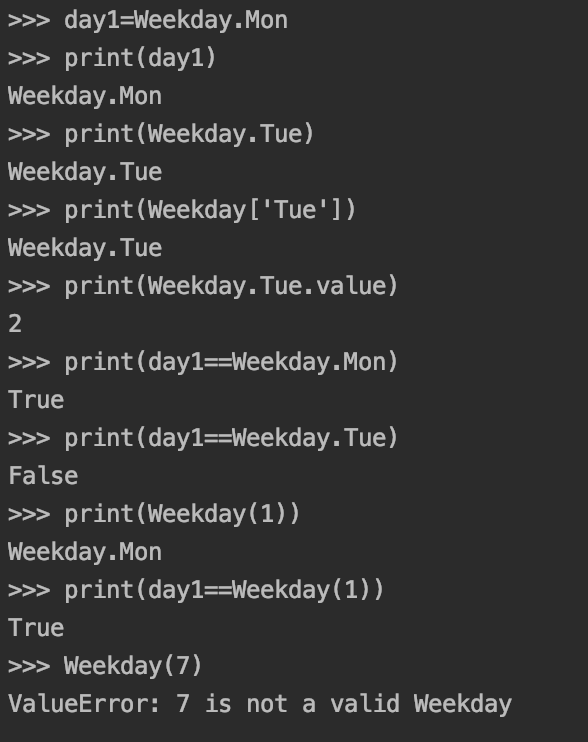 >>> day1=Weekday.Mon
>>> print(day1)
Weekday.Mon
>>> print(Weekday.Tue)
Weekday.Tue
>>> print(Weekday['Tue'])
Weekday.Tue
>>> print(Weekday.Tue.value)
2
>>> print(day1==Weekday.Mon)
True
>>> print(day1==Weekday.Tue)
False
>>> print(Weekday(1))
Weekday.Mon
>>> print(day1==Weekday(1))
True
>>> Weekday(7)
ValueError: 7 is not a valid Weekday